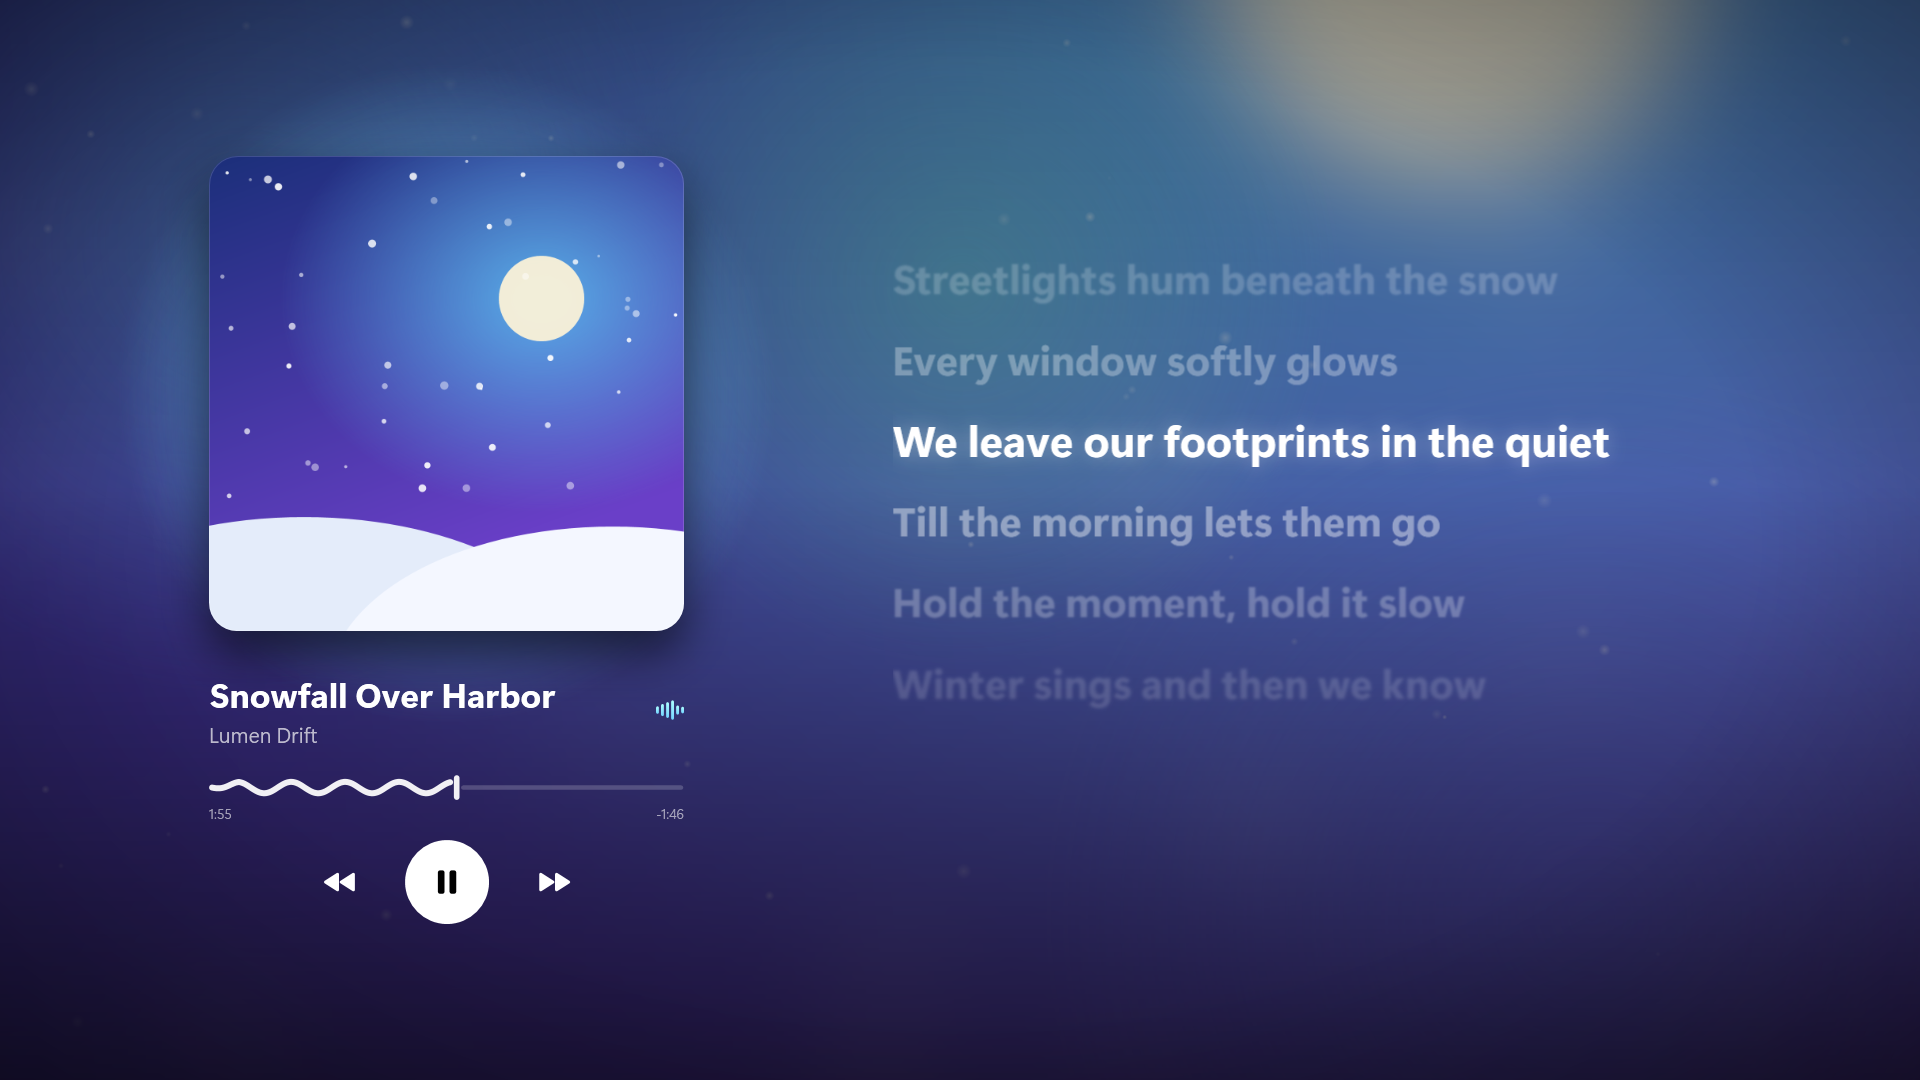 Snowfall Over Harbor
Lumen Drift
1:55
-1:46
Streetlights hum beneath the snow
Every window softly glows
We leave our footprints in the quiet
Till the morning lets them go
Hold the moment, hold it slow
Winter sings and then we know